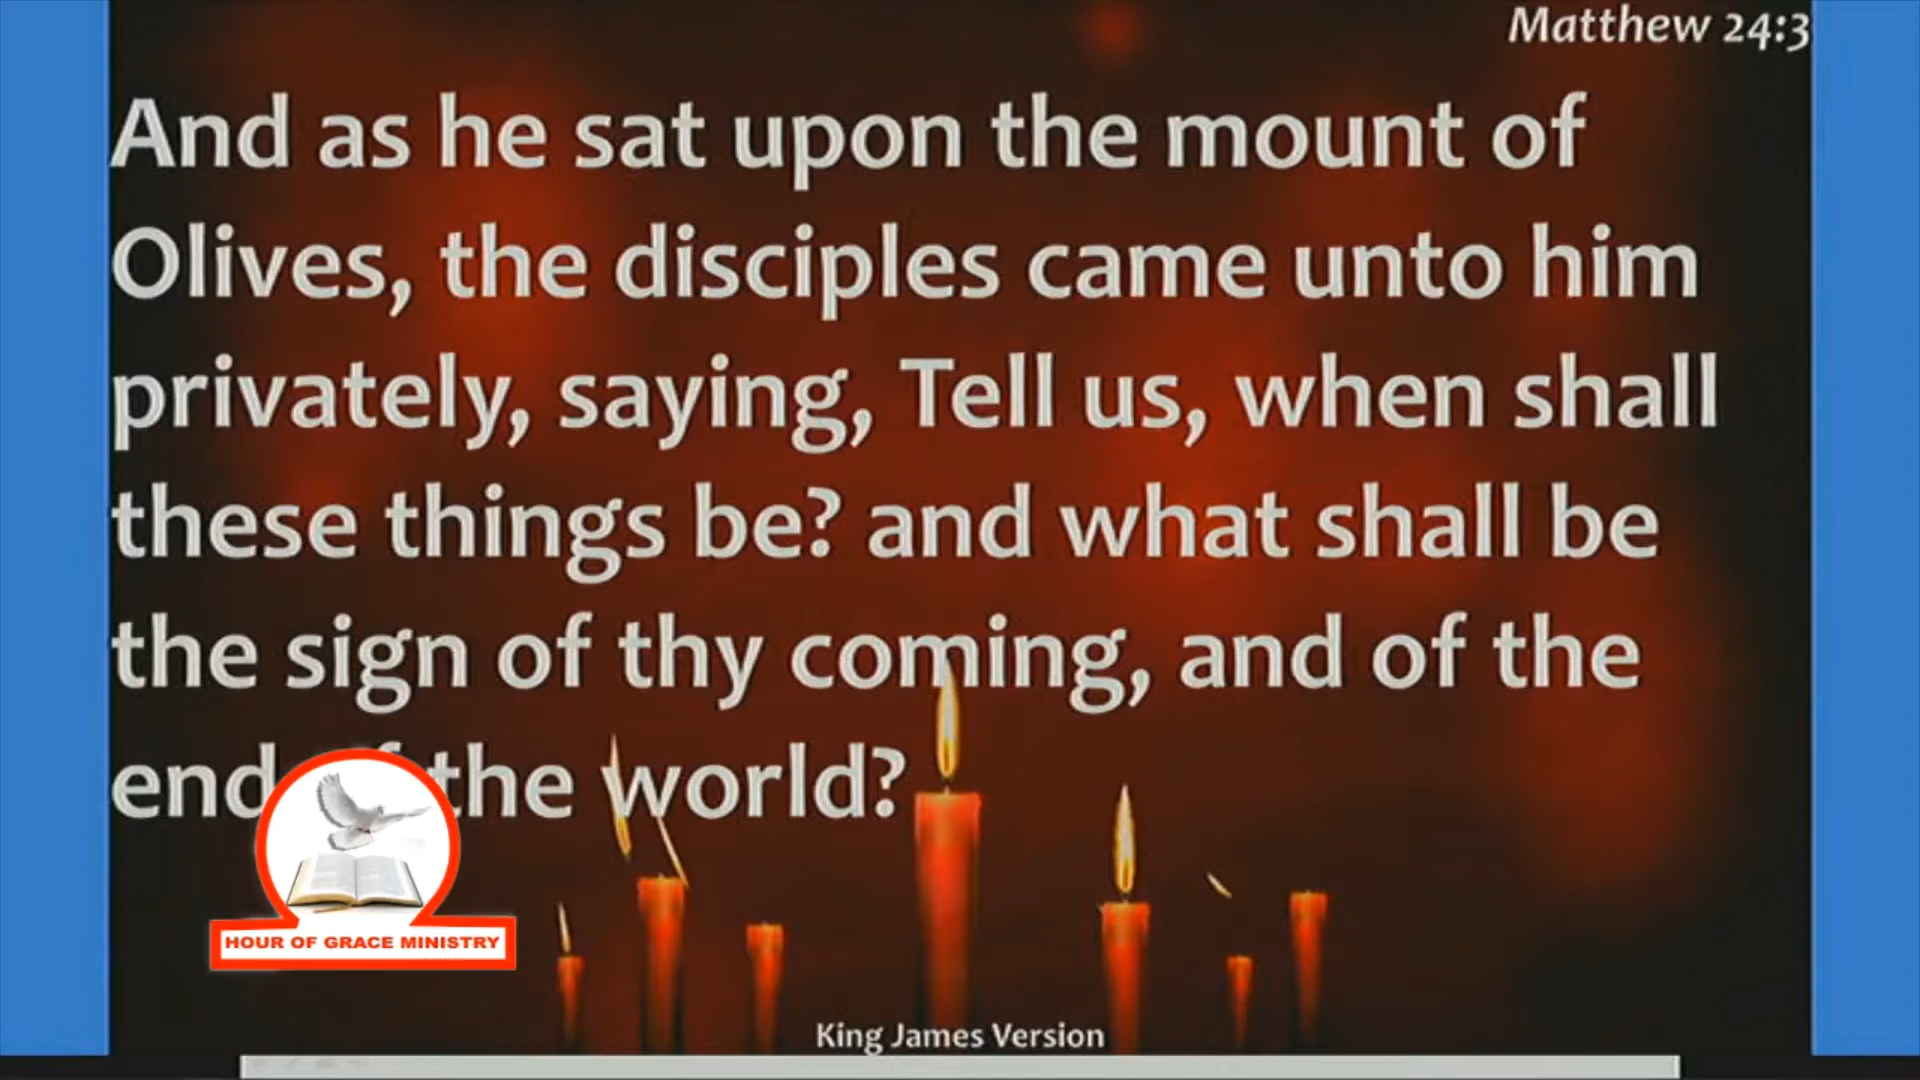 Matthew 24:3
And as he sat upon the mount of
Olives, the disciples came unto him
privately, saying, Tell us, when shall
these things be? and what shall be
the sign of thy coming, and of the
end the world?
HOUR OF GRACE MINISTRY
King James Version